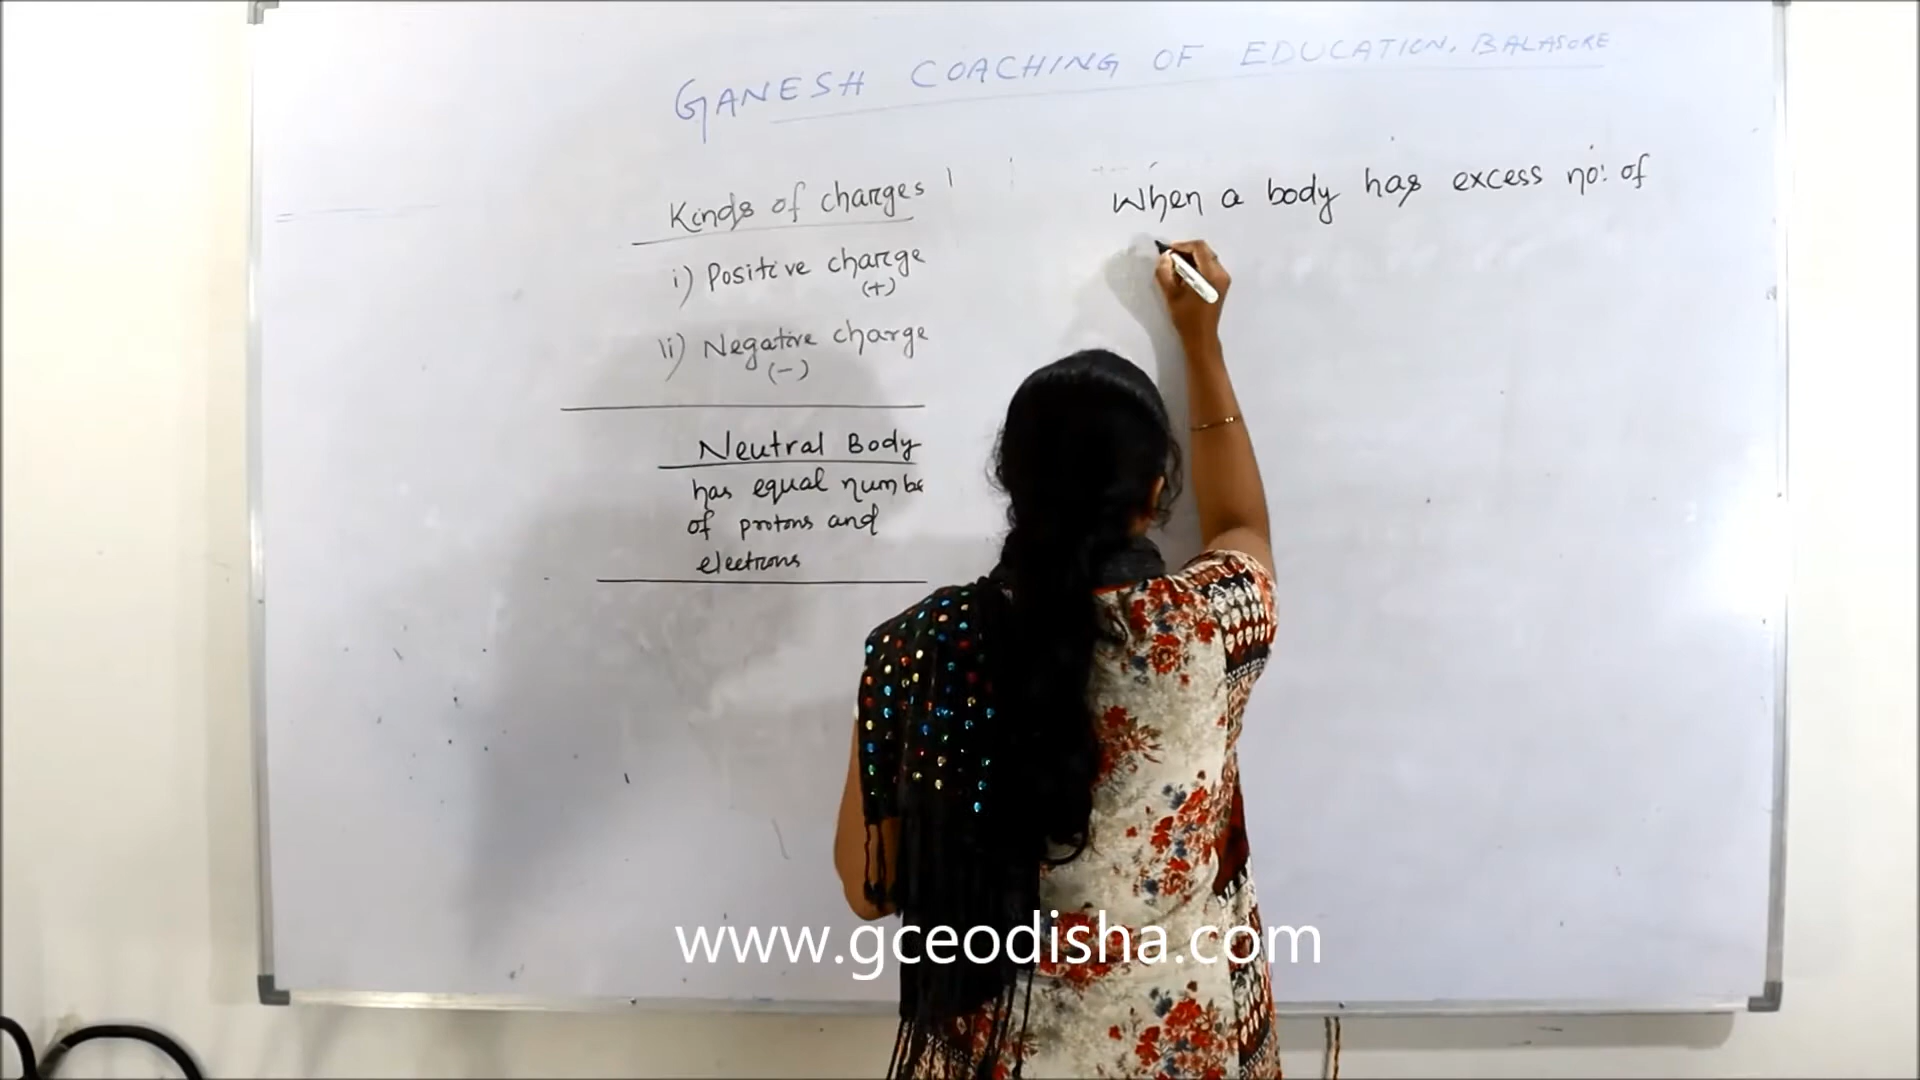 GANESH COACHING OF EDUCATION, BALASORE
Kinds of charges
i) Positive charge
(+)
ii) Negative charge
(-)
Neutral Body
has equal numbe
of protons and
electrons
When a body has excess no: of
www.gceodisha.com